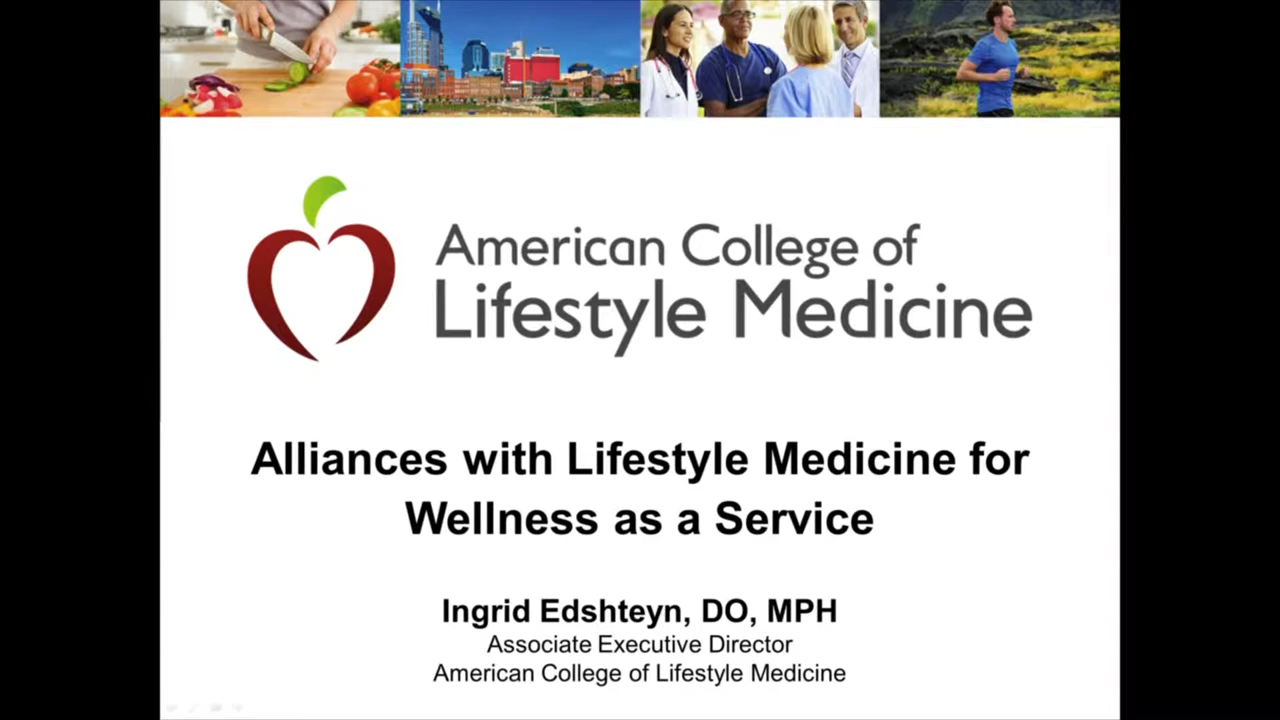 American College of
Lifestyle Medicine
Alliances with Lifestyle Medicine for
Wellness as a Service
Ingrid Edshteyn, DO, MPH
Associate Executive Director
American College of Lifestyle Medicine